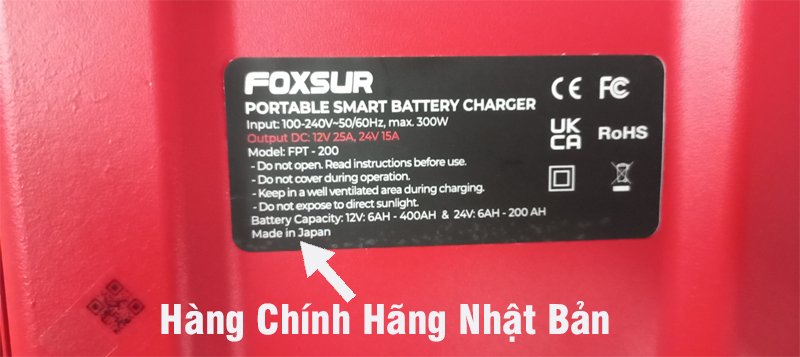 FOXSUR
PORTABLE SMART BATTERY CHARGER
Input: 100-240V~50/60Hz, max. 300W
Output DC: 12V 25A, 24V 15A
Model: FPT - 200
- Do not open. Read instructions before use.
- Do not cover during operation.
- Keep in a well ventilated area during charging.
- Do not expose to direct sunlight.
Battery Capacity: 12V: 6AH - 400AH & 24V: 6AH - 200 AH
Made in Japan
CE FC
UK
CA
RoHS
Hàng Chính Hãng Nhật Bản